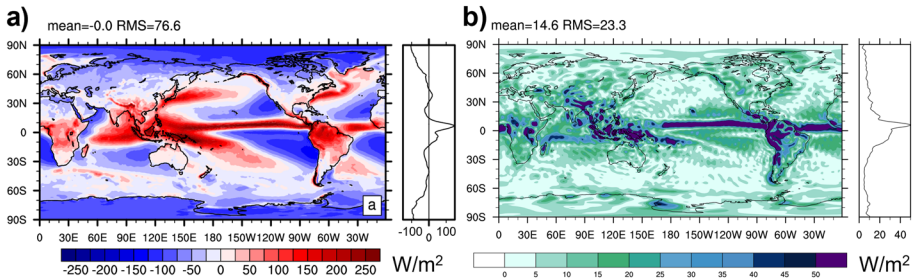 a)
mean=-0.0 RMS=76.6
90N
60N
30N
0
30S
60S
90S
a
0 30E 60E 90E 120E 150E 180 150W 120W 90W 60W 30W
-100 0 100
-250 -200 -150 -100 -50 0 50 100 150 200 250
W/m²
b)
mean=14.6 RMS=23.3
90N
60N
30N
0
30S
60S
90S
0 30E 60E 90E 120E 150E 180 150W 120W 90W 60W 30W
0 20 40
0 5 10 15 20 25 30 35 40 45 50
W/m²